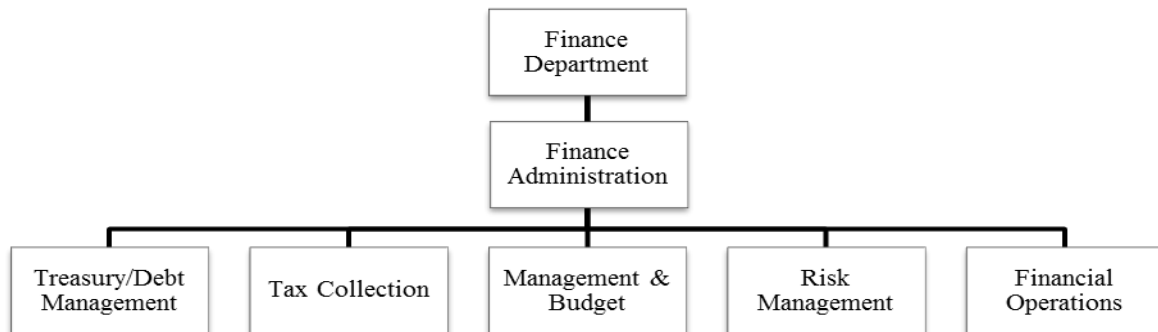 Finance
Department
Finance
Administration
Treasury/Debt
Management
Tax Collection
Management &
Budget
Risk
Management
Financial
Operations